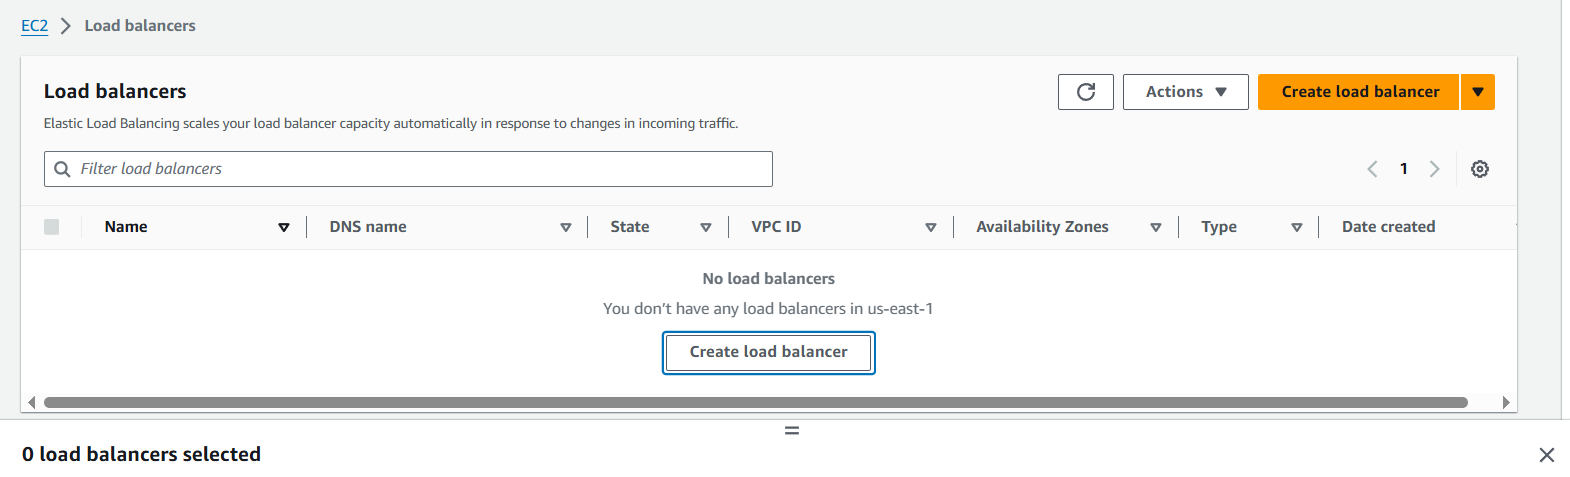 EC2 Load balancers
Load balancers
Actions
Create load balancer
Elastic Load Balancing scales your load balancer capacity automatically in response to changes in incoming traffic.
Filter load balancers
1
Name DNS name State VPC ID Availability Zones Type Date created
No load balancers
You don’t have any load balancers in us-east-1
Create load balancer
0 load balancers selected